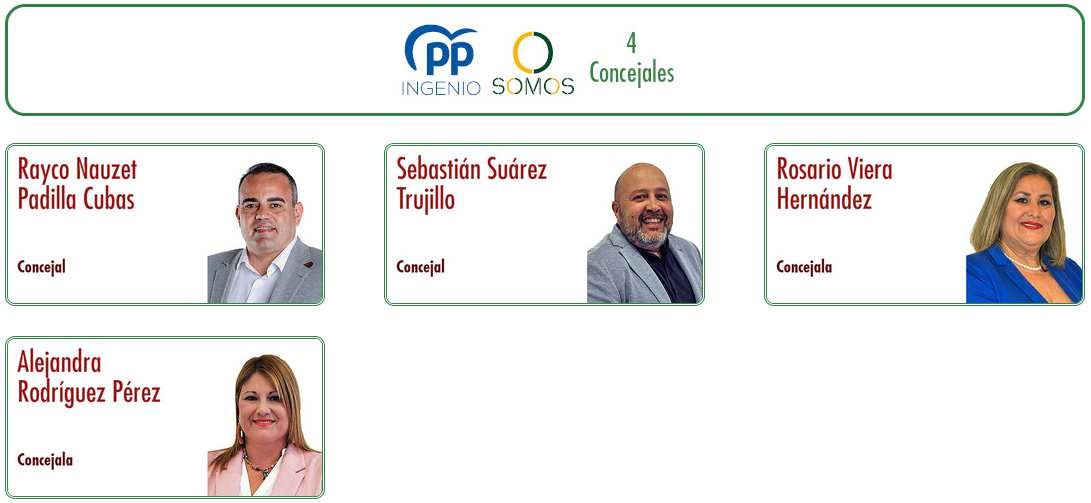 pp
INGENIO
SOMOS
4
Concejales
Rayco Nauzet
Padilla Cubas
Concejal
Sebastián Suárez
Trujillo
Concejal
Rosario Viera
Hernández
Concejala
Alejandra
Rodríguez Pérez
Concejala